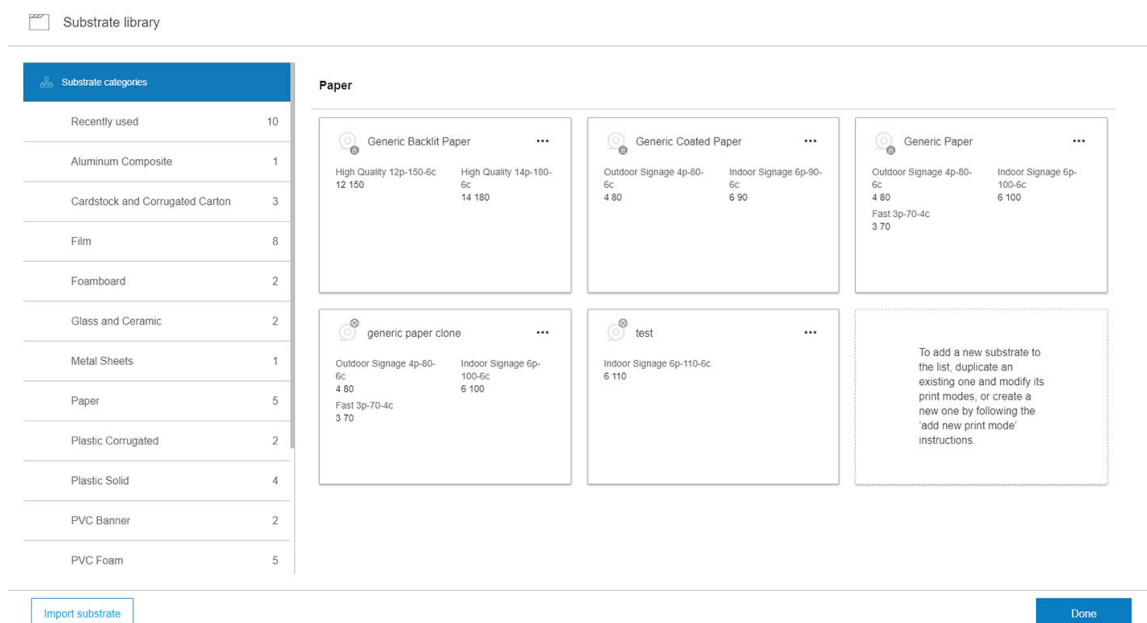 Substrate library
Substrate categories
Recently used 10
Aluminum Composite 1
Cardstock and Corrugated Carton 3
Film 8
Foamboard 2
Glass and Ceramic 2
Metal Sheets 1
Paper 5
Plastic Corrugated 2
Plastic Solid 4
PVC Banner 2
PVC Foam 5
Paper
Generic Backlit Paper
High Quality 12p-150-6c
12 150
High Quality 14p-180-
6c
14 180
Generic Coated Paper
Outdoor Signage 4p-80-
6c
4 80
Indoor Signage 6p-90-
6c
6 90
Generic Paper
Outdoor Signage 4p-80-
6c
4 80
Indoor Signage 6p-
100-6c
6 100
Fast 3p-70-4c
3 70
generic paper clone
Outdoor Signage 4p-80-
6c
4 80
Indoor Signage 6p-
100-6c
6 100
Fast 3p-70-4c
3 70
test
Indoor Signage 6p-110-6c
6 110
To add a new substrate to
the list, duplicate an
existing one and modify its
print modes, or create a
new one by following the
'add new print mode'
instructions.
Import substrate
Done